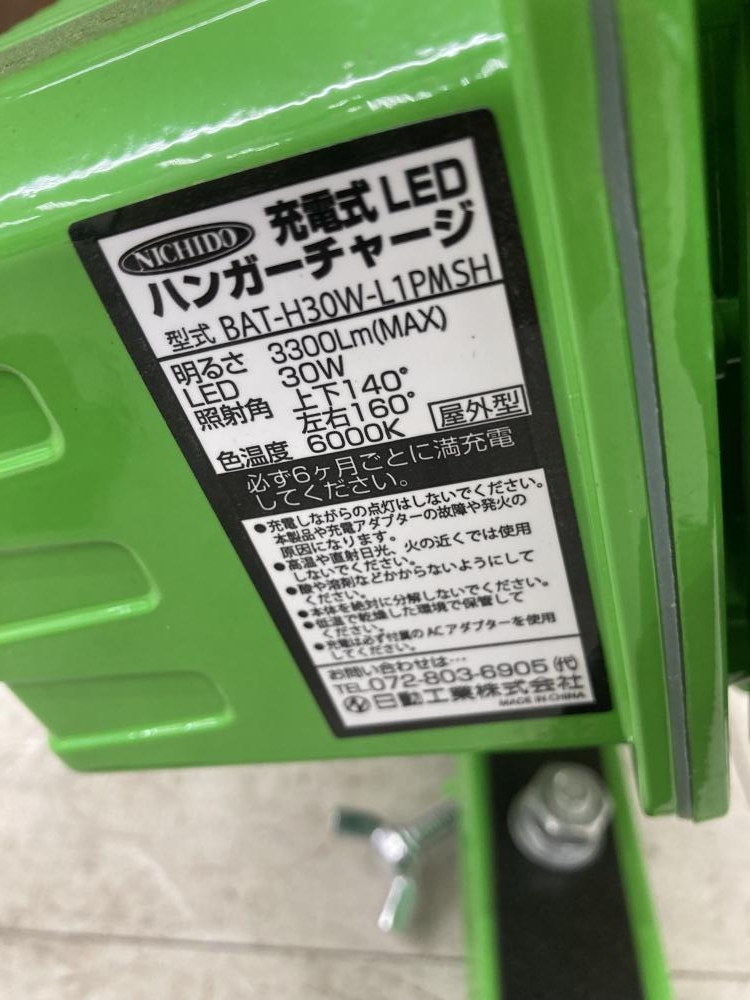 NICHIDO 充電式 LED
ハンガーチャージ
型式 BAT-H30W-L1PMSH
明るさ 3300Lm(MAX)
LED 30W
照射角 上下140°
左右160°
色温度 6000K 屋外型
必ず6ヶ月ごとに満充電
してください。
●充電しながらの点灯はしないでください。
本製品や充電アダプターの故障や発火の
原因になります。
●高温や直射日光、火の近くでは使用
しないでください。
●酸や溶剤などかからないようにして
ください。
●本体を絶対に分解しないでください。
●低温で乾燥した環境で保管して
ください。
●充電は必ず付属のACアダプターを使用
してください。
お問い合わせは…
TEL072-803-6905㈹
日動工業株式会社
MADE IN CHINA